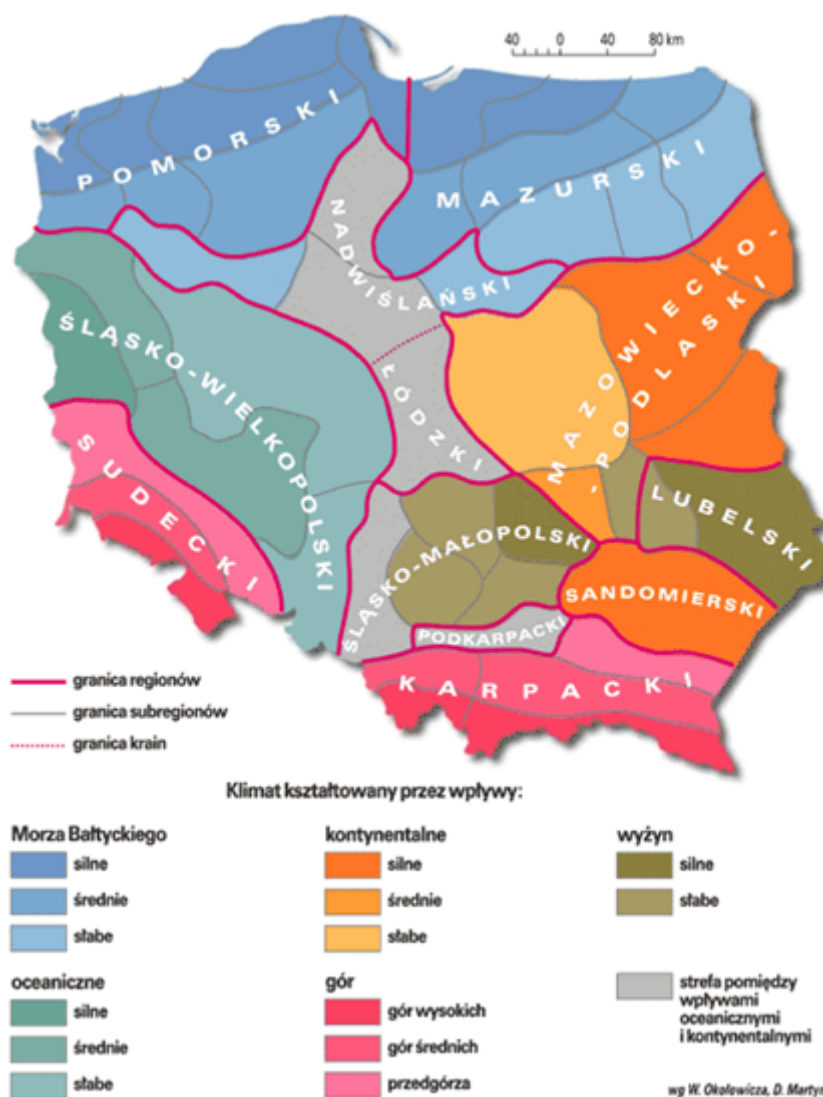 40 0 40 80 km
POMORSKI
MAZURSKI
NADWIŚLAŃSKI
MAZOWIECKO-
-PODLASKI
ŚLĄSKO-WIELKOPOLSKI
ŁÓDZKI
SUDECKI
LUBELSKI
ŚLĄSKO-MAŁOPOLSKI
SANDOMIERSKI
PODKARPACKI
KARPACKI
granica regionów
granica subregionów
granica krain
Klimat kształtowany przez wpływy:
Morza Bałtyckiego
silne
średnie
słabe
kontynentalne
silne
średnie
słabe
wyżyn
silne
słabe
oceaniczne
silne
średnie
słabe
gór
gór wysokich
gór średnich
przedgórza
strefa pomiędzy
wpływami
oceanicznymi
i kontynentalnymi
wg W. Okołowicza, D. Martyn